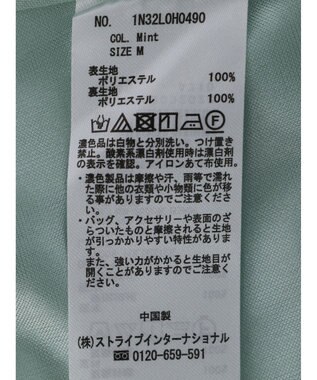 NO. 1N32L0H0490
COL. Mint
SIZE M
表生地
ポリエステル 100%
裏生地
ポリエステル 100%
濃色品は白物と分別洗い。つけ置き
禁止。酸素系漂白剤使用時は漂白剤
の表示を確認。アイロンあて布使用。
・濃色製品は摩擦や汗、雨等で濡れ
た際に他の衣類や小物類に色が移
る事がありますのでご注意くださ
い。
・バッグ、アクセサリーや表面のざ
らついたものと摩擦されると生地
が引っかかりやすい特性がありま
す。
また、強い力がかかると生地目が
開くことがありますのでご注意く
ださい。
中国製
(株)ストライプインターナショナル
0120-659-591